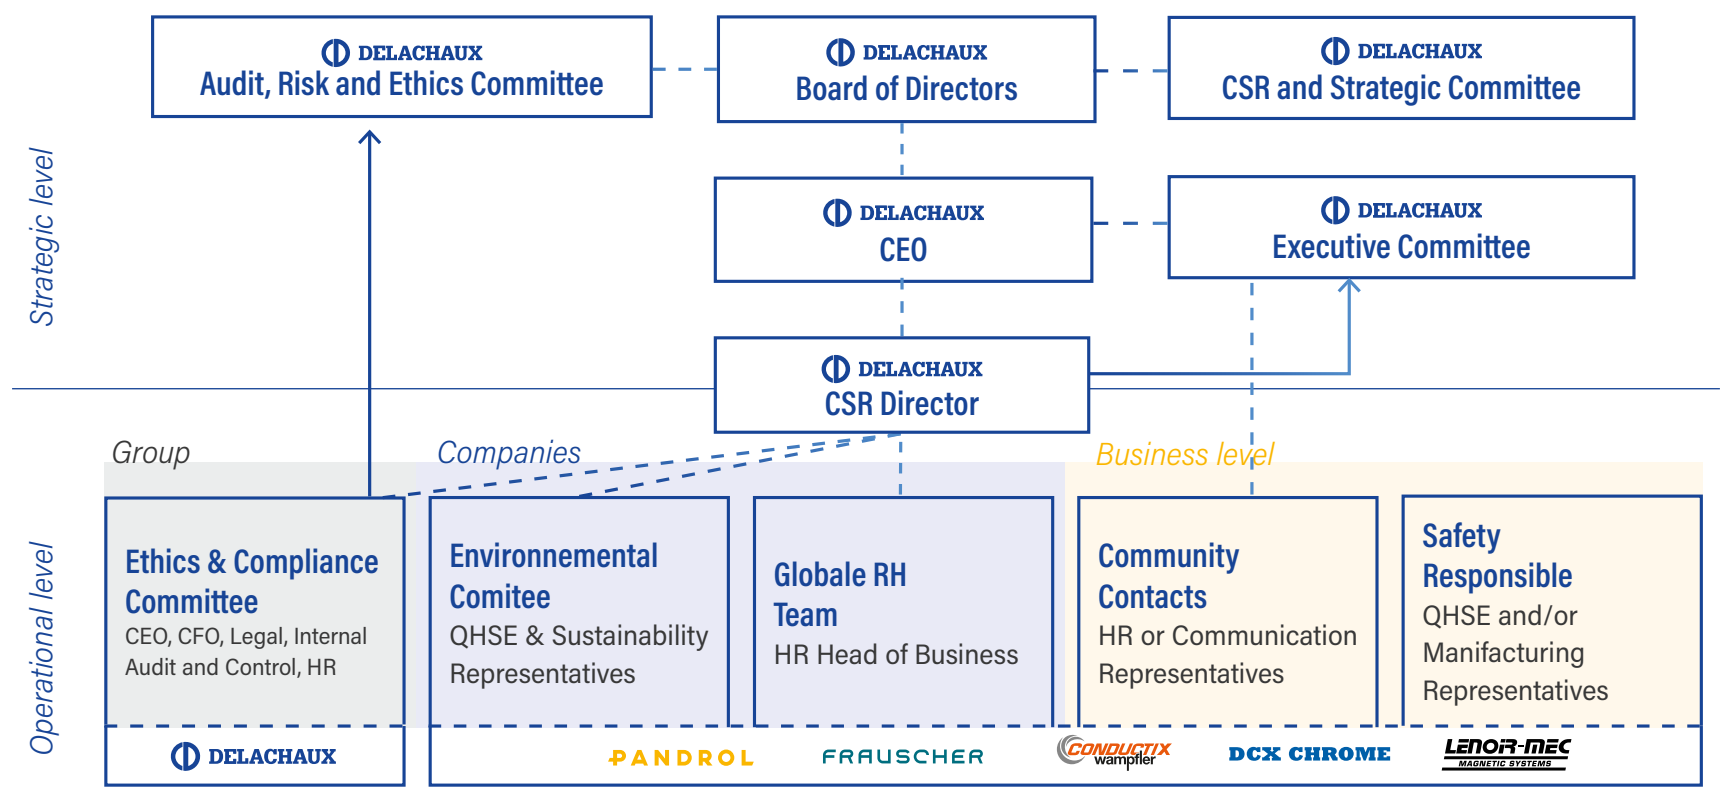 DELACHAUX
Audit, Risk and Ethics Committee
DELACHAUX
Board of Directors
DELACHAUX
CSR and Strategic Committee
Strategic level
DELACHAUX
CEO
DELACHAUX
Executive Committee
DELACHAUX
CSR Director
Group
Companies
Business level
Operational level
Ethics & Compliance
Committee
CEO, CFO, Legal, Internal
Audit and Control, HR
Environnemental
Comitee
QHSE & Sustainability
Representatives
Globale RH
Team
HR Head of Business
Community
Contacts
HR or Communication
Representatives
Safety
Responsible
QHSE and/or
Manifacturing
Representatives
DELACHAUX
PANDROL
FRAUSCHER
CONDUCTIX
wampfler
DCX CHROME
LENOIR-MEC
MAGNETIC SYSTEMS